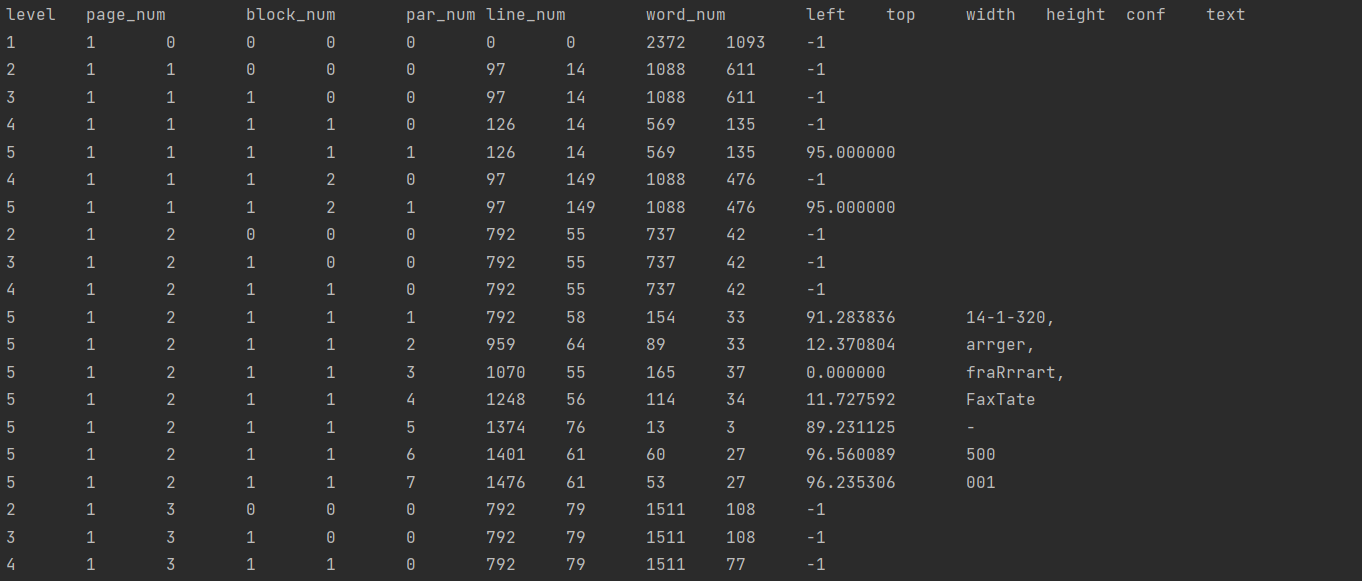 level page_num block_num par_num line_num word_num left top width height conf text
1 1 0 0 0 0 0 0 2372 1093 -1
2 1 1 0 0 0 97 14 1088 611 -1
3 1 1 1 0 0 97 14 1088 611 -1
4 1 1 1 1 0 126 14 569 135 -1
5 1 1 1 1 1 126 14 569 135 95.000000
4 1 1 1 2 0 97 149 1088 476 -1
5 1 1 1 2 1 97 149 1088 476 95.000000
2 1 2 0 0 0 792 55 737 42 -1
3 1 2 1 0 0 792 55 737 42 -1
4 1 2 1 1 0 792 55 737 42 -1
5 1 2 1 1 1 792 58 154 33 91.283836 14-1-320,
5 1 2 1 1 2 959 64 89 33 12.370804 arrger,
5 1 2 1 1 3 1070 55 165 37 0.000000 fraRrrart,
5 1 2 1 1 4 1248 56 114 34 11.727592 FaxTate
5 1 2 1 1 5 1374 76 13 3 89.231125 -
5 1 2 1 1 6 1401 61 60 27 96.560089 500
5 1 2 1 1 7 1476 61 53 27 96.235306 001
2 1 3 0 0 0 792 79 1511 108 -1
3 1 3 1 0 0 792 79 1511 108 -1
4 1 3 1 1 0 792 79 1511 77 -1